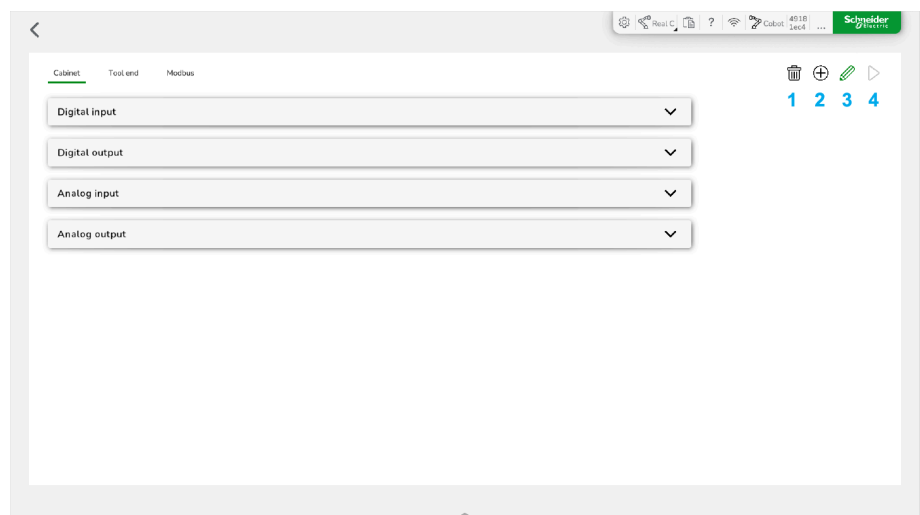 Real C ? Cobot 4918 1ec4 ... Schneider Electric
Cabinet Tool end Modbus
1 2 3 4
Digital input
Digital output
Analog input
Analog output